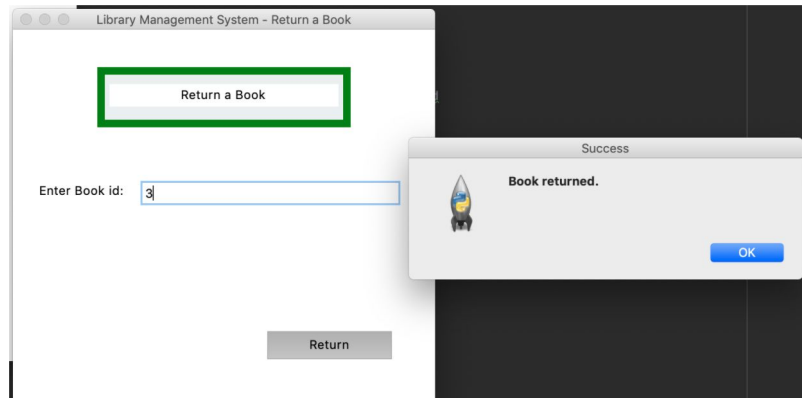 Library Management System - Return a Book
Return a Book
Success
Book returned.
Enter Book id:
3
OK
Return